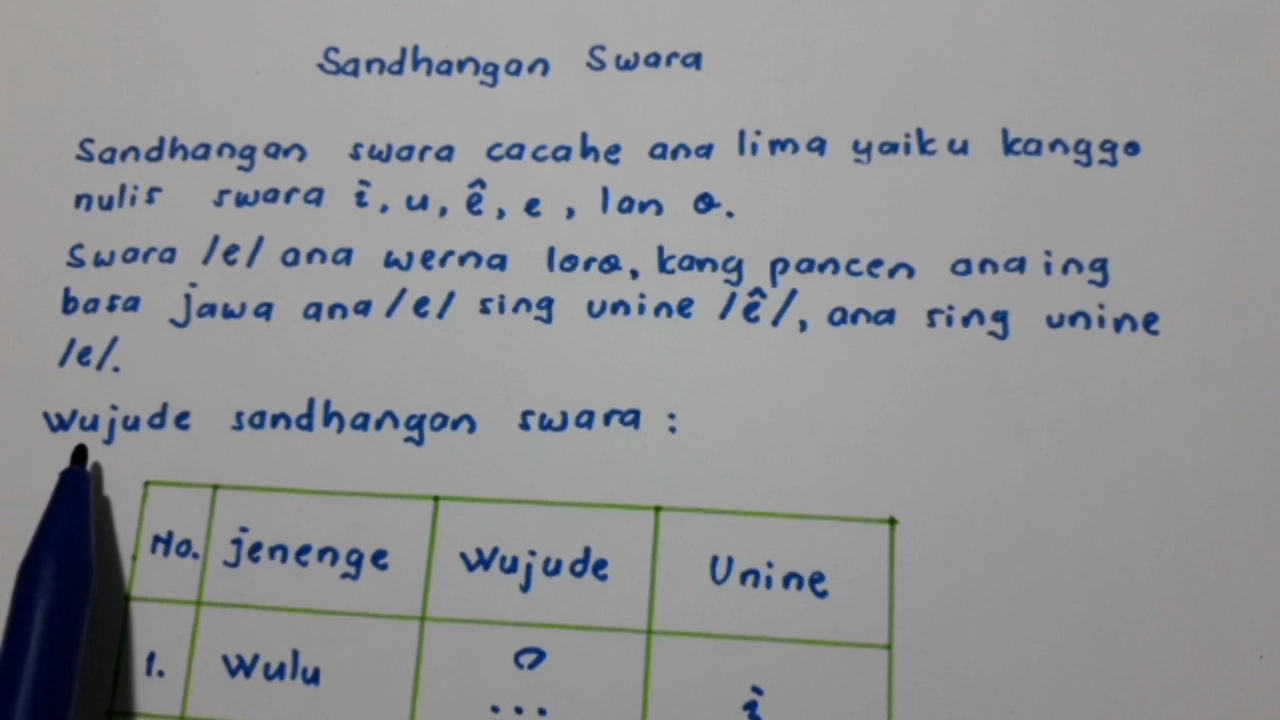 Sandhangan Swara
Sandhangan swara cacahe ana lima yaiku kanggo
nulis swara i, u, ê, e, lan o.
Swara /e/ ana werna loro, kang pancen ana ing
basa jawa ana /e/ sing unine /ê/, ana sing unine
/e/.
Wujude sandhangan swara :
No. jenenge Wujude Unine
1. Wulu ... i